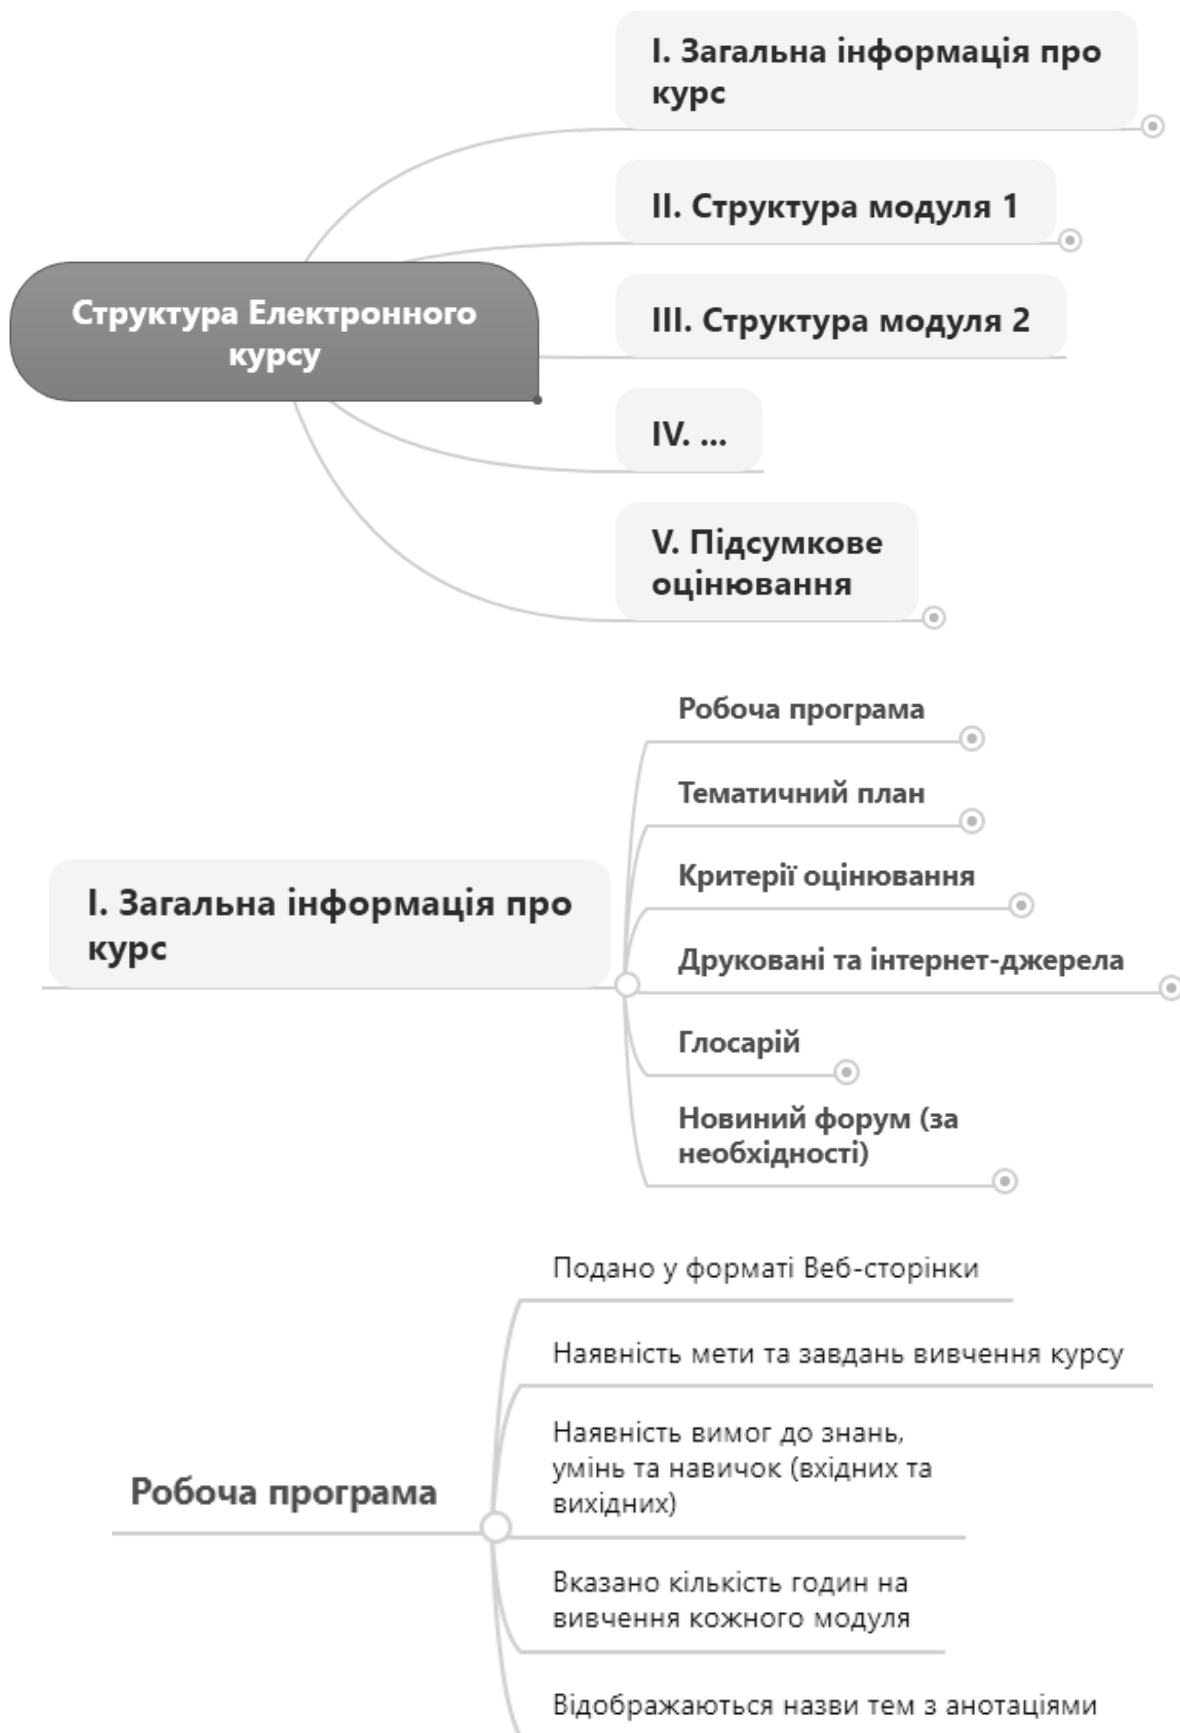 І. Загальна інформація про
курс
ІІ. Структура модуля 1
Структура Електронного
курсу
ІІІ. Структура модуля 2
IV. ...
V. Підсумкове
оцінювання
Робоча програма
Тематичний план
Критерії оцінювання
І. Загальна інформація про
курс
Друковані та інтернет-джерела
Глосарій
Новиний форум (за
необхідності)
Подано у форматі Веб-сторінки
Наявність мети та завдань вивчення курсу
Наявність вимог до знань,
умінь та навичок (вхідних та
вихідних)
Робоча програма
Вказано кількість годин на
вивчення кожного модуля
Відображаються назви тем з анотаціями